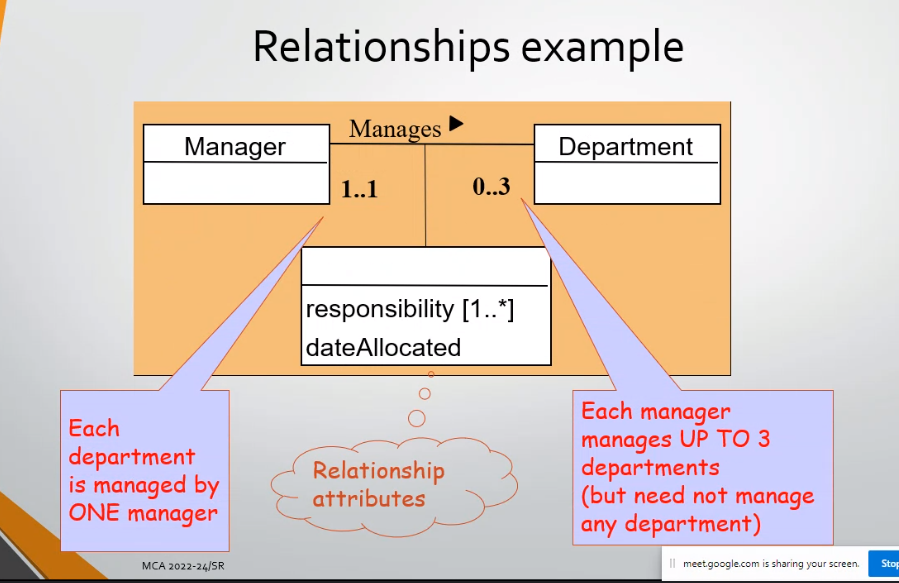 Relationships example
Manages ►
Manager
Department
1..1
0..3
responsibility [1..*]
dateAllocated
Each
department
is managed by
ONE manager
Relationship
attributes
Each manager
manages UP TO 3
departments
(but need not manage
any department)
MCA 2022-24/SR
meet.google.com is sharing your screen.